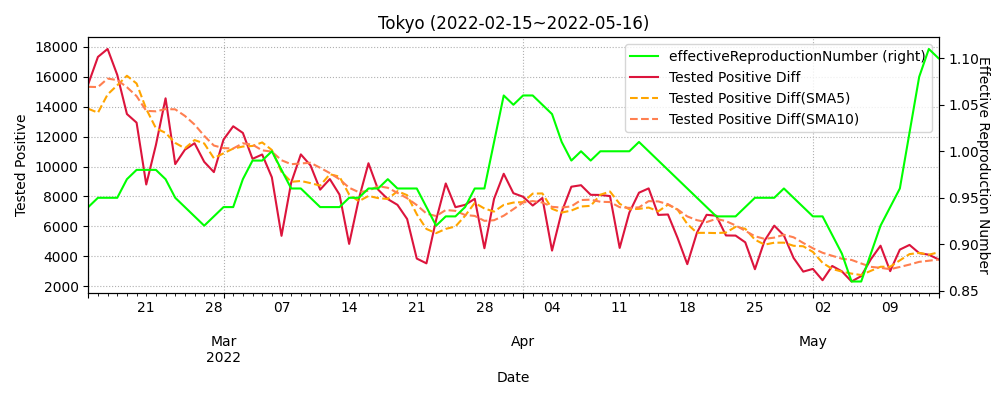 Tokyo (2022-02-15~2022-05-16)
18000
16000
14000
12000
10000
8000
6000
4000
2000
Tested Positive
effectiveReproductionNumber (right)
Tested Positive Diff
Tested Positive Diff(SMA5)
Tested Positive Diff(SMA10)
1.10
1.05
1.00
0.95
0.90
0.85
Effective Reproduction Number
21 28 07 14 21 28 04 11 18 25 02 09
Mar Apr May
2022
Date